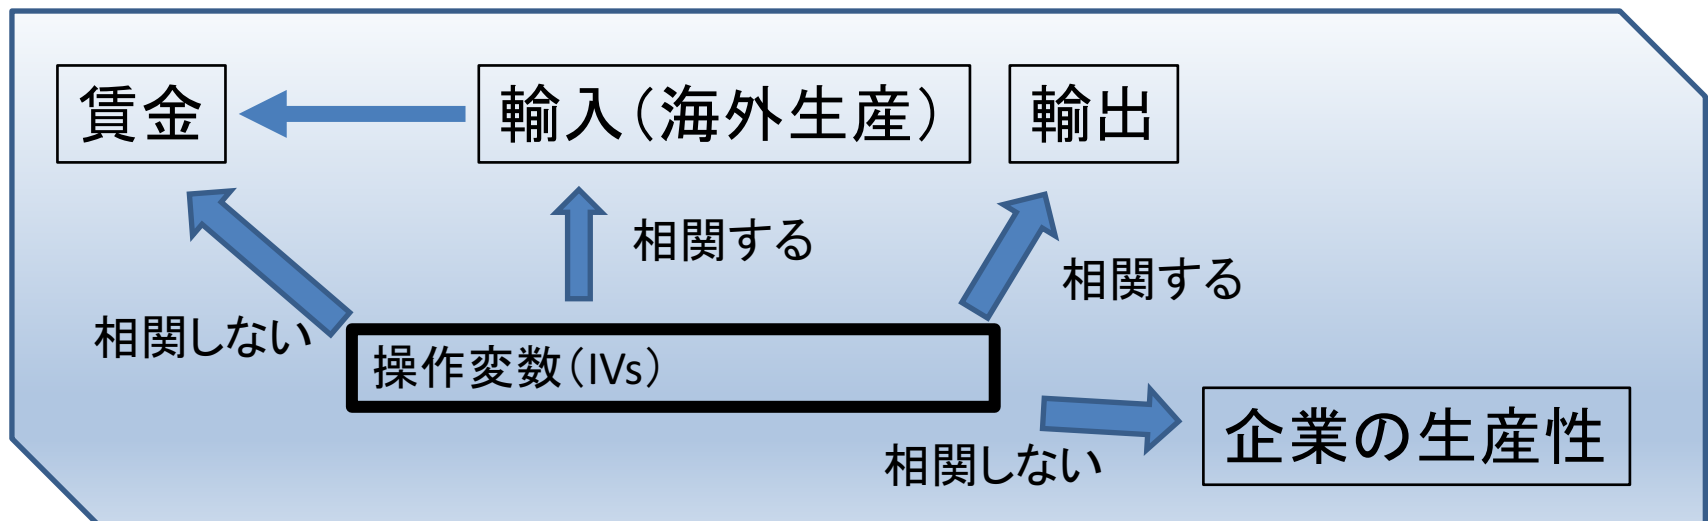 賃金
輸入（海外生産）
輸出
相関する
相関する
相関しない
操作変数（IVs）
企業の生産性
相関しない